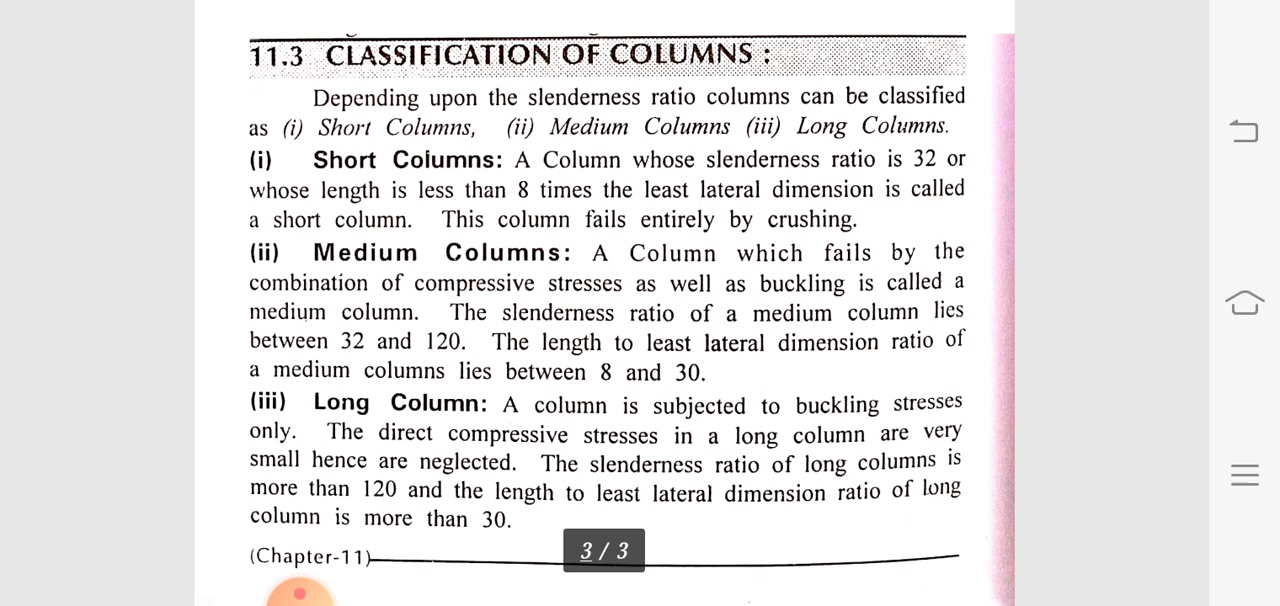 11.3 CLASSIFICATION OF COLUMNS :
Depending upon the slenderness ratio columns can be classified
as (i) Short Columns, (ii) Medium Columns (iii) Long Columns.
(i) Short Columns: A Column whose slenderness ratio is 32 or
whose length is less than 8 times the least lateral dimension is called
a short column. This column fails entirely by crushing.
(ii) Medium Columns: A Column which fails by the
combination of compressive stresses as well as buckling is called a
medium column. The slenderness ratio of a medium column lies
between 32 and 120. The length to least lateral dimension ratio of
a medium columns lies between 8 and 30.
(iii) Long Column: A column is subjected to buckling stresses
only. The direct compressive stresses in a long column are very
small hence are neglected. The slenderness ratio of long columns is
more than 120 and the length to least lateral dimension ratio of long
column is more than 30.
(Chapter-11)
3 / 3